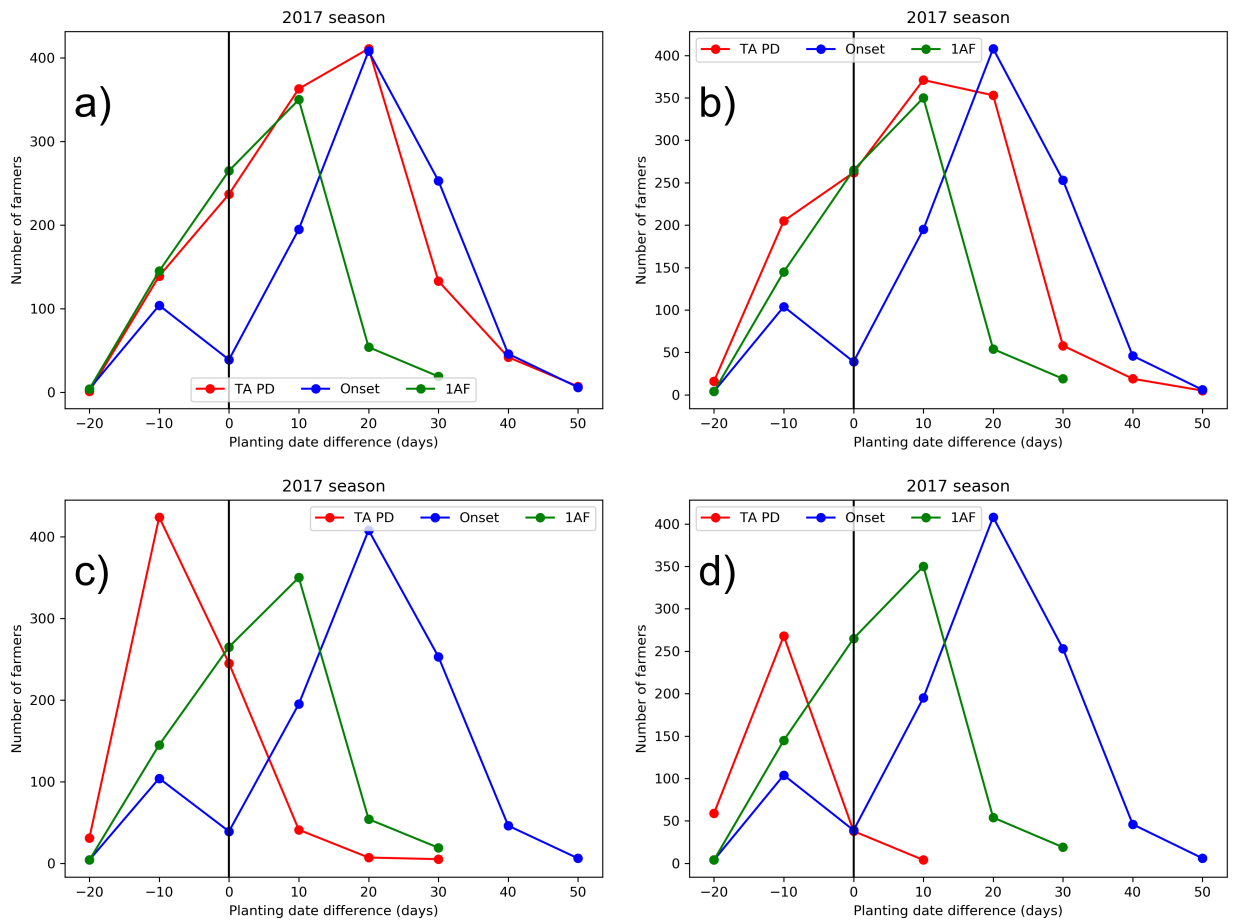 2017 season
a)
Number of farmers
400
300
200
100
0
TA PD Onset 1AF
−20 −10 0 10 20 30 40 50
Planting date difference (days)
2017 season
TA PD Onset 1AF
b)
Number of farmers
400
350
300
250
200
150
100
50
0
−20 −10 0 10 20 30 40 50
Planting date difference (days)
2017 season
TA PD Onset 1AF
c)
Number of farmers
400
300
200
100
0
−20 −10 0 10 20 30 40 50
Planting date difference (days)
2017 season
TA PD Onset 1AF
d)
Number of farmers
400
350
300
250
200
150
100
50
0
−20 −10 0 10 20 30 40 50
Planting date difference (days)